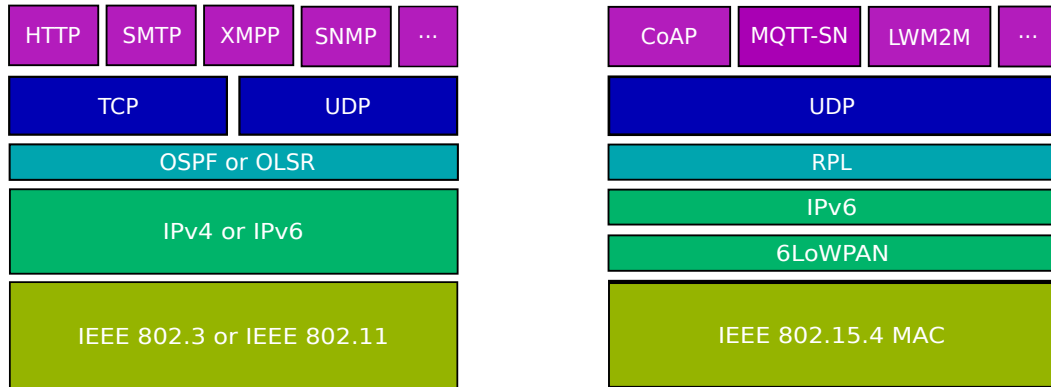 HTTP SMTP XMPP SNMP ...
TCP UDP
OSPF or OLSR
IPv4 or IPv6
IEEE 802.3 or IEEE 802.11
CoAP MQTT-SN LWM2M ...
UDP
RPL
IPv6
6LoWPAN
IEEE 802.15.4 MAC